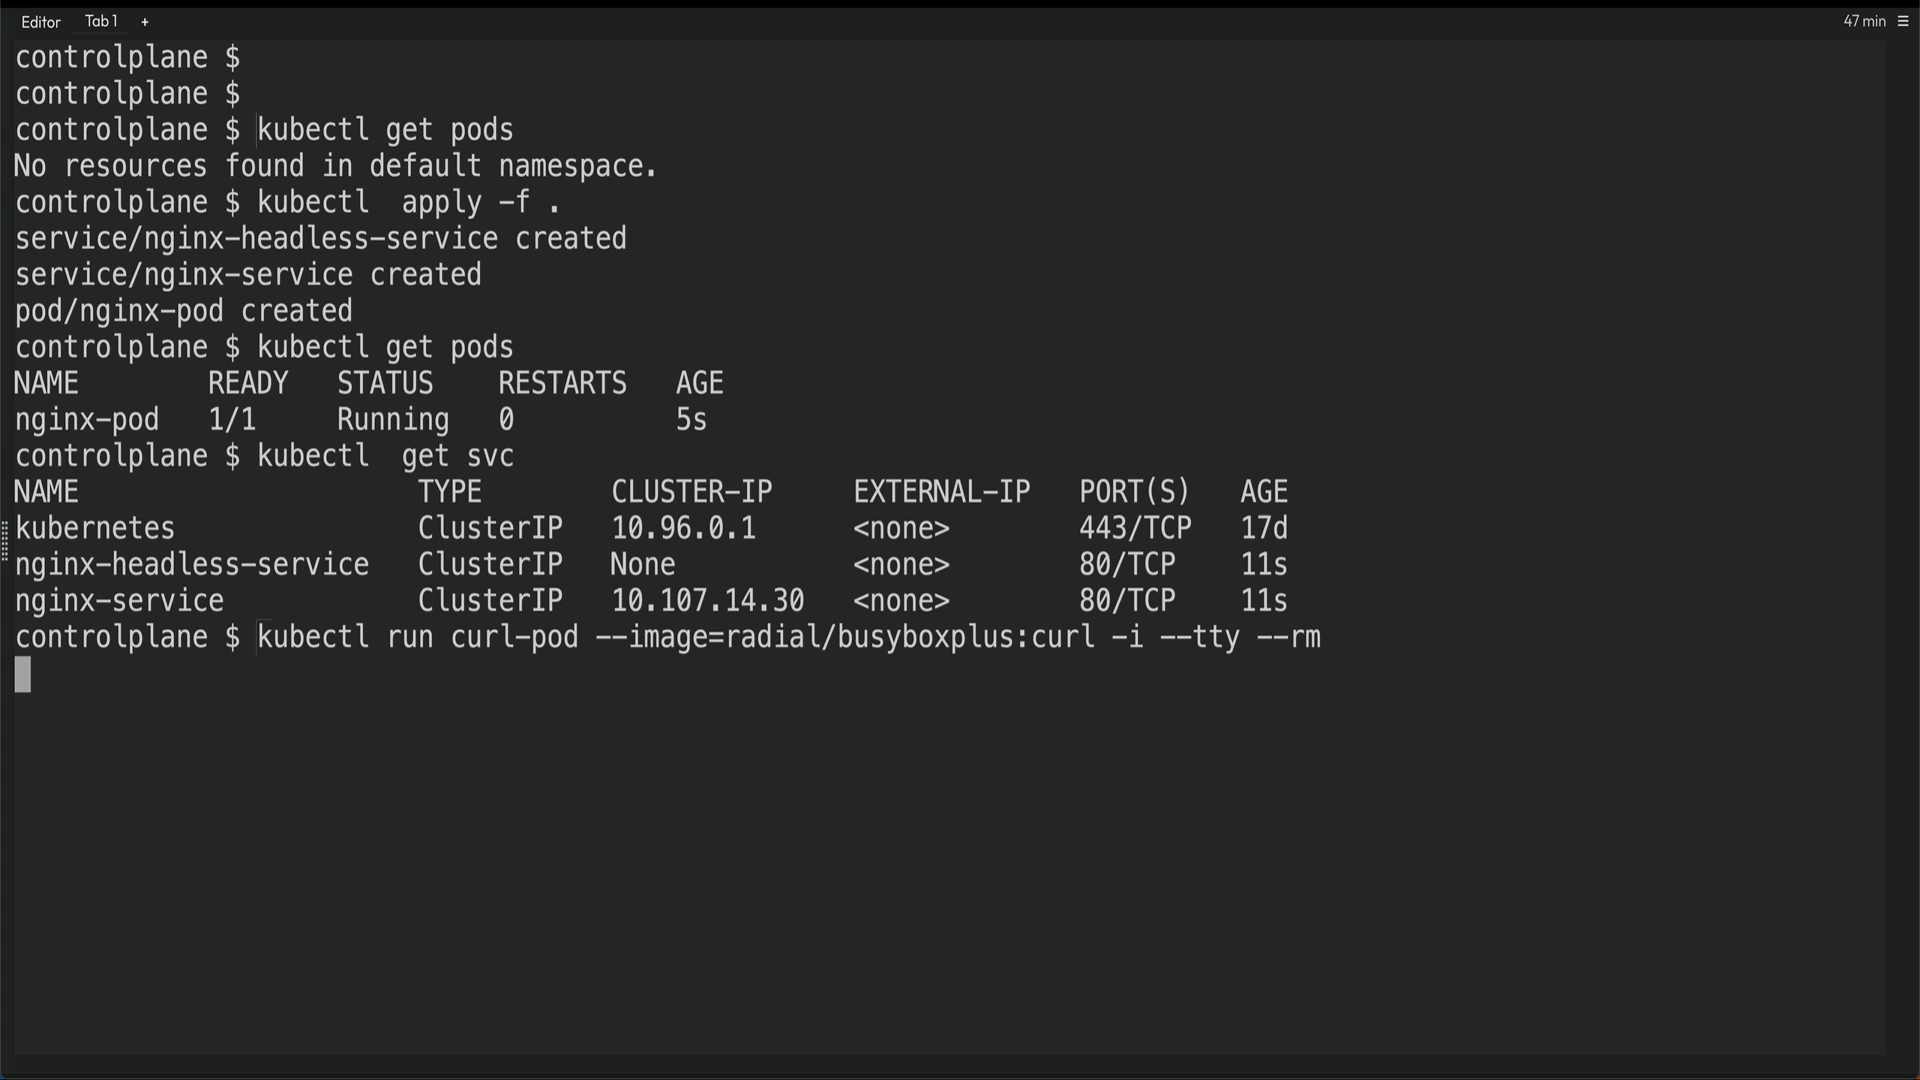 Editor Tab 1 + 47 min
controlplane $
controlplane $
controlplane $ kubectl get pods
No resources found in default namespace.
controlplane $ kubectl  apply -f .
service/nginx-headless-service created
service/nginx-service created
pod/nginx-pod created
controlplane $ kubectl get pods
NAME        READY   STATUS    RESTARTS   AGE
nginx-pod   1/1     Running   0          5s
controlplane $ kubectl  get svc
NAME                     TYPE        CLUSTER-IP     EXTERNAL-IP   PORT(S)   AGE
kubernetes               ClusterIP   10.96.0.1      <none>        443/TCP   17d
nginx-headless-service   ClusterIP   None           <none>        80/TCP    11s
nginx-service            ClusterIP   10.107.14.30   <none>        80/TCP    11s
controlplane $ kubectl run curl-pod --image=radial/busyboxplus:curl -i --tty --rm